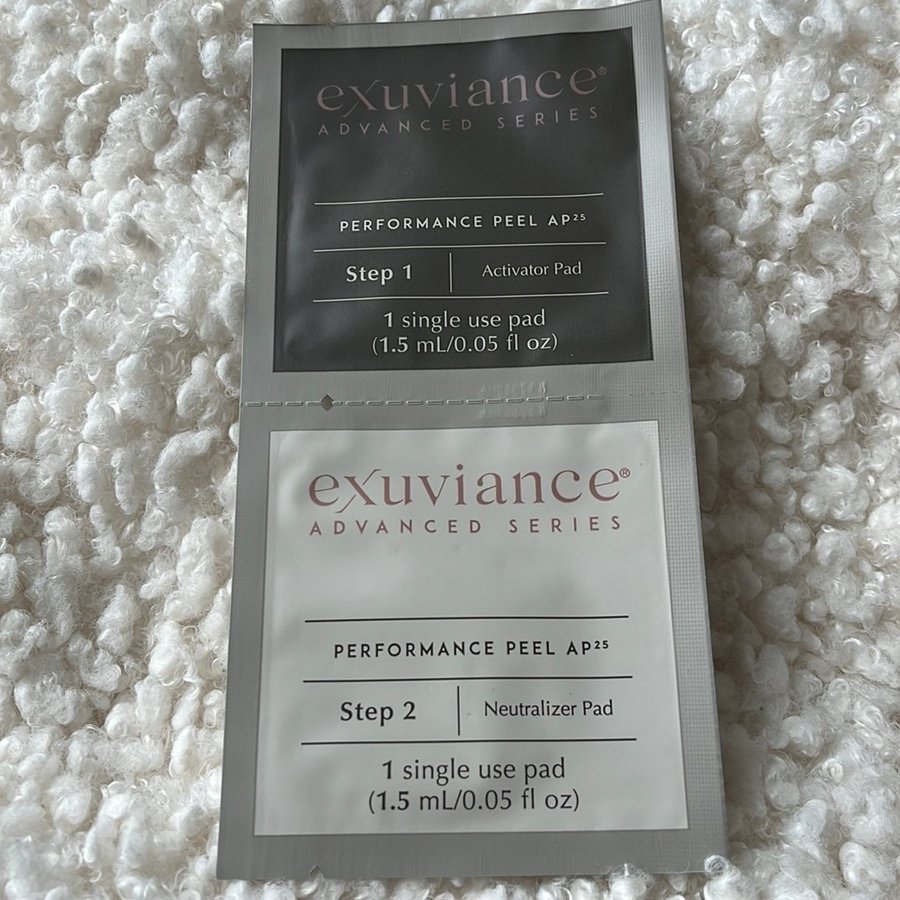 exuviance®
ADVANCED SERIES
PERFORMANCE PEEL AP²⁵
Step 1 Activator Pad
1 single use pad
(1.5 mL/0.05 fl oz)
exuviance®
ADVANCED SERIES
PERFORMANCE PEEL AP²⁵
Step 2 Neutralizer Pad
1 single use pad
(1.5 mL/0.05 fl oz)